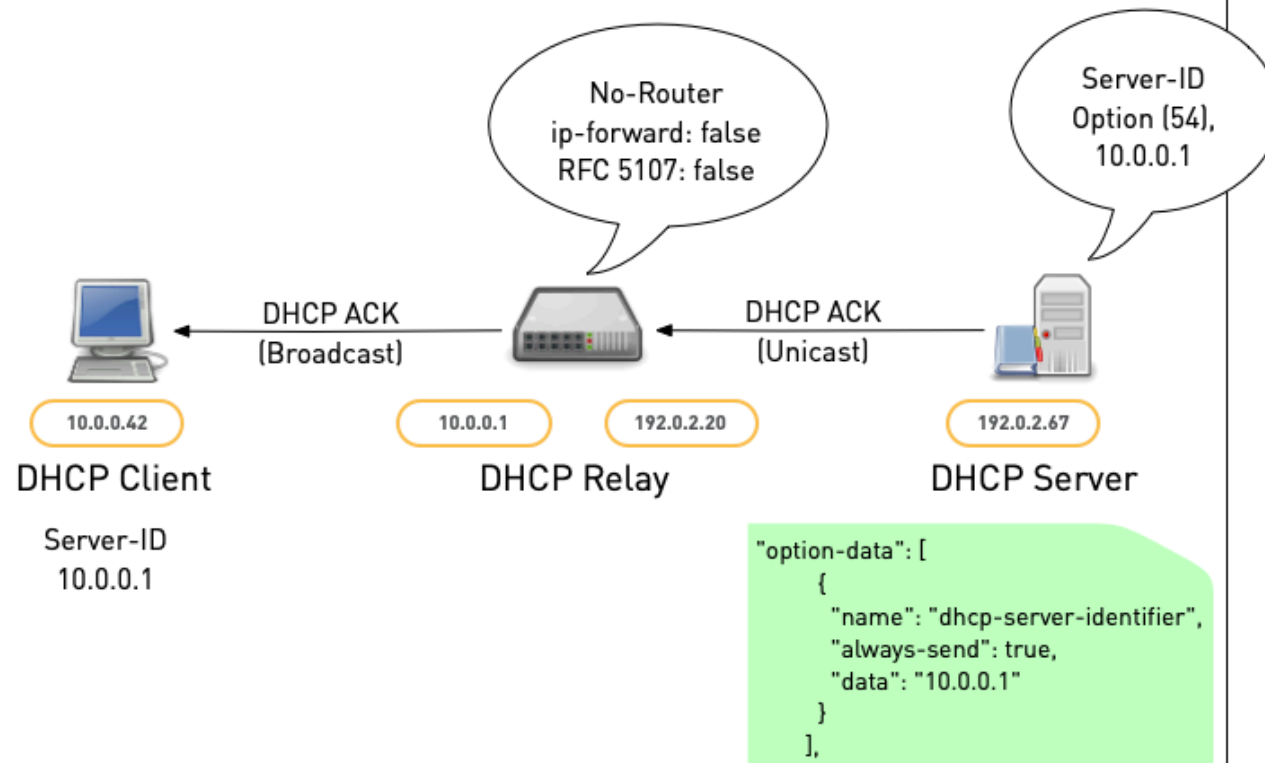 No-Router
ip-forward: false
RFC 5107: false
Server-ID
Option (54),
10.0.0.1
DHCP ACK
(Broadcast)
DHCP ACK
(Unicast)
10.0.0.42
10.0.0.1
192.0.2.20
192.0.2.67
DHCP Client
DHCP Relay
DHCP Server
Server-ID
10.0.0.1
"option-data": [
{
"name": "dhcp-server-identifier",
"always-send": true,
"data": "10.0.0.1"
}
],